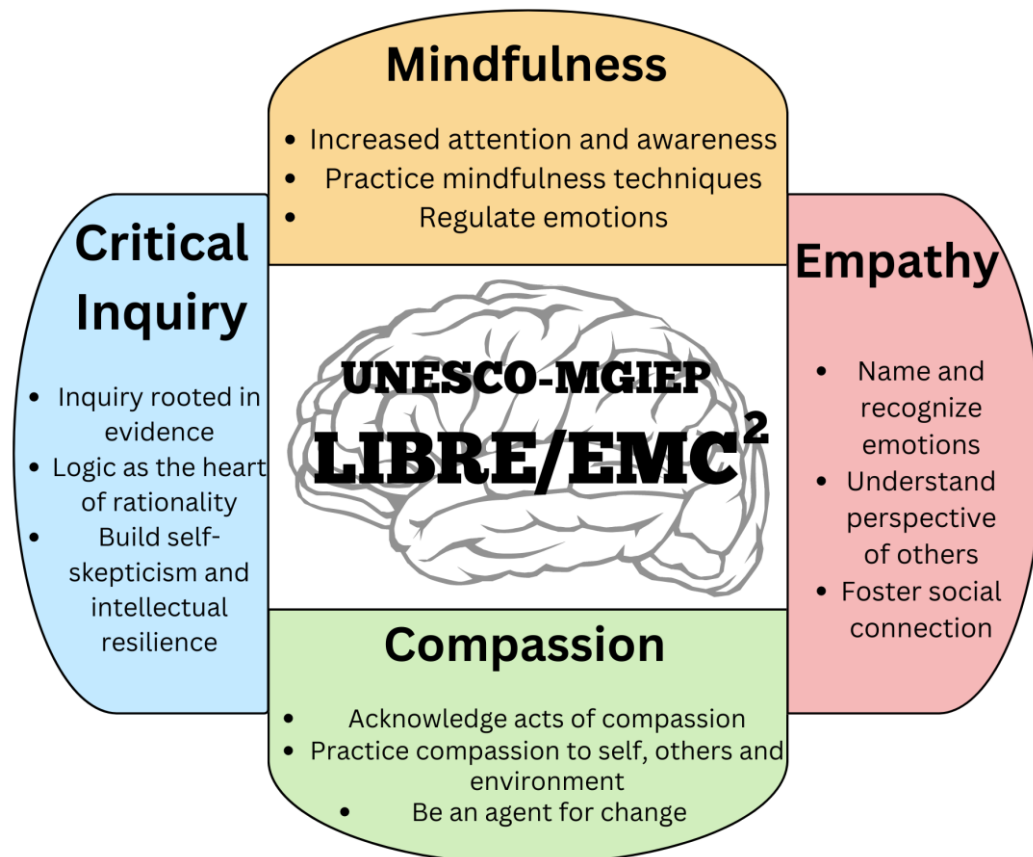 Mindfulness
• Increased attention and awareness
• Practice mindfulness techniques
• Regulate emotions
Critical
Inquiry
• Inquiry rooted in
evidence
• Logic as the heart
of rationality
• Build self-
skepticism and
intellectual
resilience
UNESCO-MGIEP
LIBRE/EMC²
Empathy
• Name and
recognize
emotions
• Understand
perspective
of others
• Foster social
connection
Compassion
• Acknowledge acts of compassion
• Practice compassion to self, others and
environment
• Be an agent for change